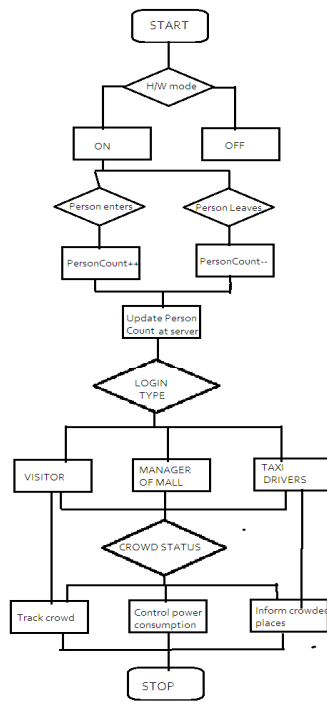 START
H/W mode
ON
OFF
Person enters
Person Leaves
PersonCount++
PersonCount--
Update Person
Count at server
LOGIN
TYPE
VISITOR
MANAGER
OF MALL
TAXI
DRIVERS
CROWD STATUS
Track crowd
Control power
consumption
Inform crowded
places
STOP